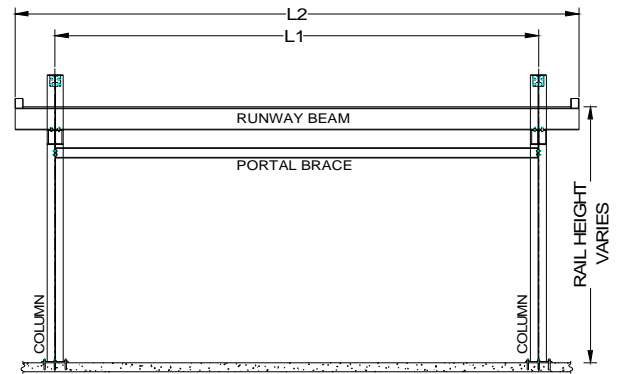 L2
L1
RUNWAY BEAM
PORTAL BRACE
RAIL HEIGHT
VARIES
COLUMN
COLUMN